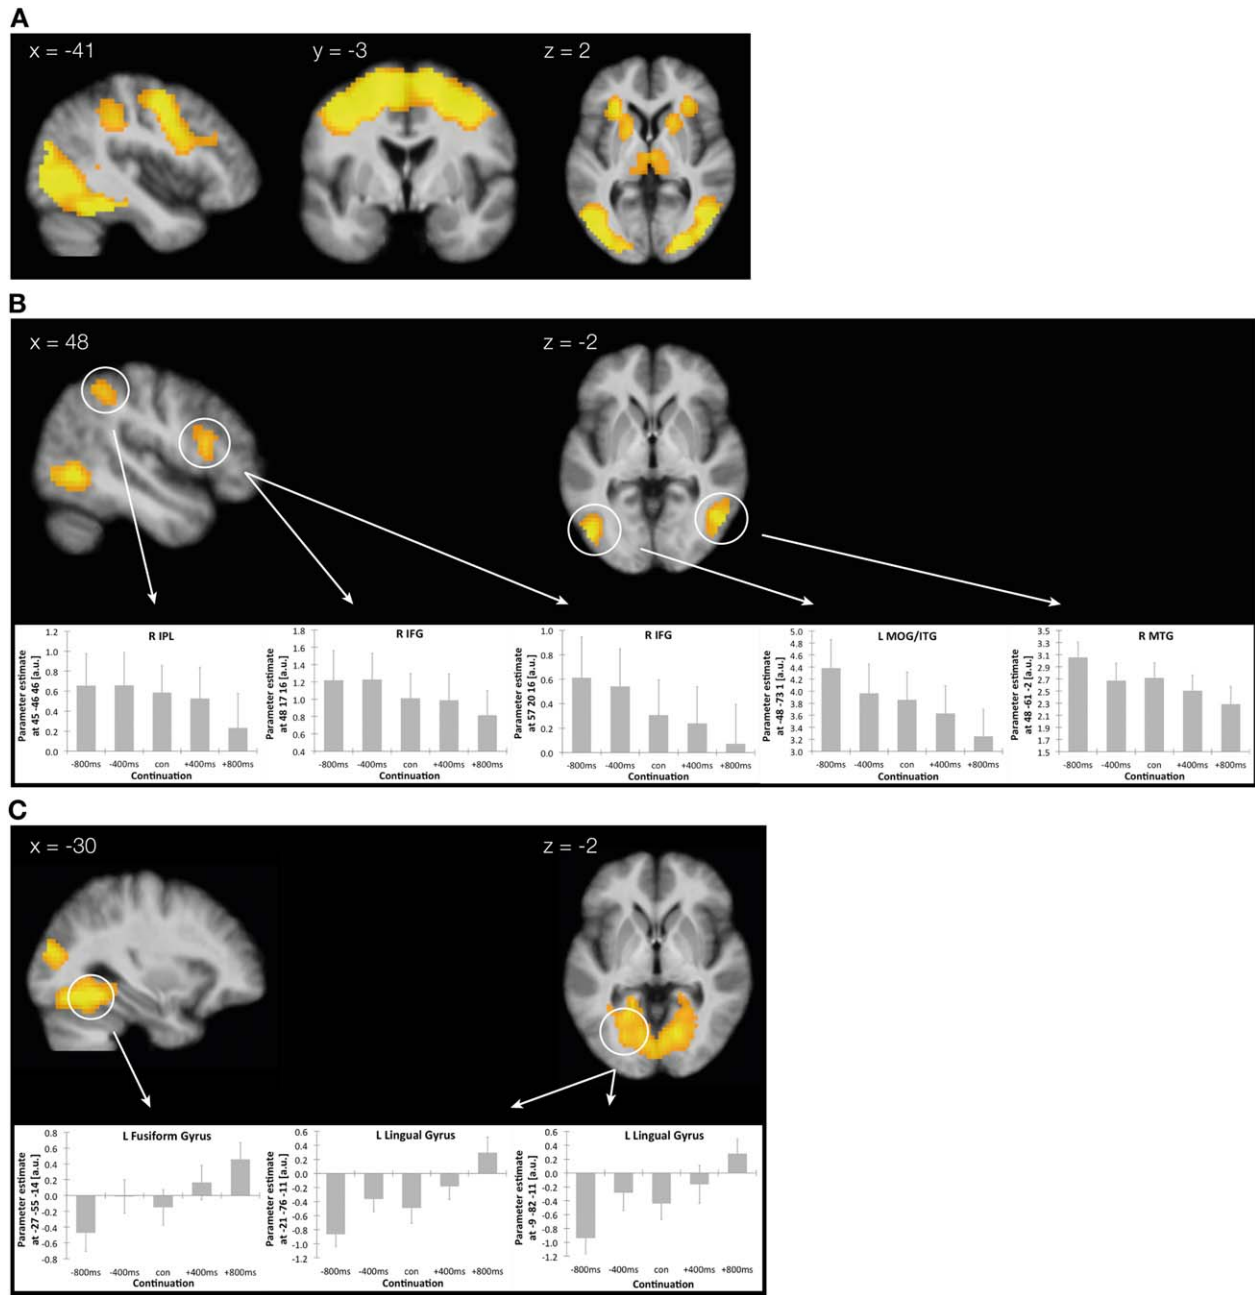 A
x = -41
y = -3
z = 2
B
x = 48
z = -2
R IPL
Parameter estimate
at 45 -46 46 [a.u.]
1.2
1.0
0.8
0.6
0.4
0.2
0.0
-800ms -400ms con +400ms +800ms
Continuation
R IFG
Parameter estimate
at 48 17 16 [a.u.]
1.8
1.6
1.4
1.2
1.0
0.8
0.6
0.4
-800ms -400ms con +400ms +800ms
Continuation
R IFG
Parameter estimate
at 57 20 16 [a.u.]
1.0
0.8
0.6
0.4
0.2
0.0
-800ms -400ms con +400ms +800ms
Continuation
L MOG/ITG
Parameter estimate
at -48 -73 1 [a.u.]
5.0
4.8
4.6
4.4
4.2
4.0
3.8
3.6
3.4
3.2
3.0
-800ms -400ms con +400ms +800ms
Continuation
R MTG
Parameter estimate
at 48 -61 -2 [a.u.]
3.5
3.3
3.1
2.9
2.7
2.5
2.3
2.1
1.9
1.7
1.5
-800ms -400ms con +400ms +800ms
Continuation
C
x = -30
z = -2
L Fusiform Gyrus
Parameter estimate
at -27 -55 -14 [a.u.]
0.8
0.6
0.4
0.2
0.0
-0.2
-0.4
-0.6
-0.8
-800ms -400ms con +400ms +800ms
Continuation
L Lingual Gyrus
Parameter estimate
at -21 -76 -11 [a.u.]
0.6
0.4
0.2
0.0
-0.2
-0.4
-0.6
-0.8
-1.0
-1.2
-800ms -400ms con +400ms +800ms
Continuation
L Lingual Gyrus
Parameter estimate
at -9 -82 -11 [a.u.]
0.6
0.4
0.2
0.0
-0.2
-0.4
-0.6
-0.8
-1.0
-1.2
-800ms -400ms con +400ms +800ms
Continuation